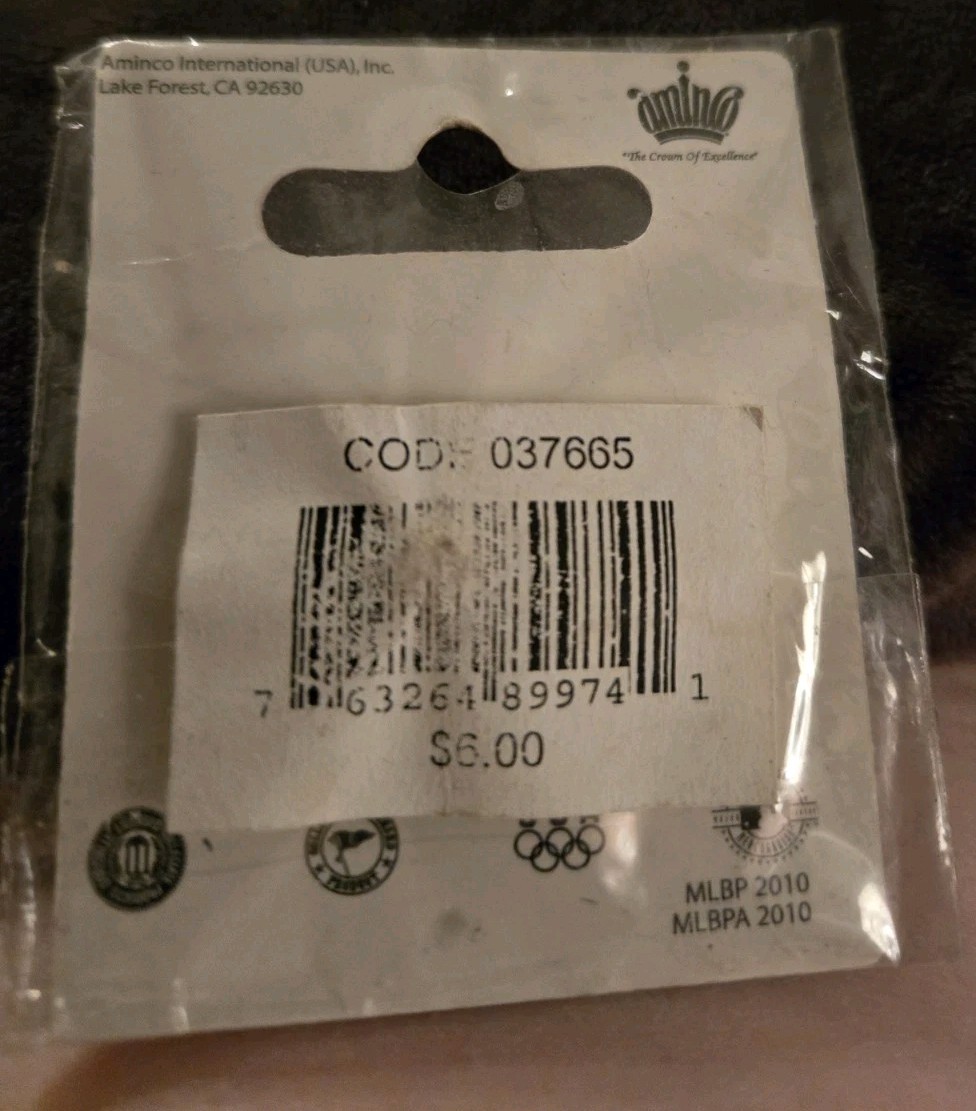 Aminco International (USA), Inc.
Lake Forest, CA 92630
aminco
"The Crown Of Excellence"
CODE 037665
7 63264 89974 1
$6.00
PRODUCT
MLBP 2010
MLBPA 2010